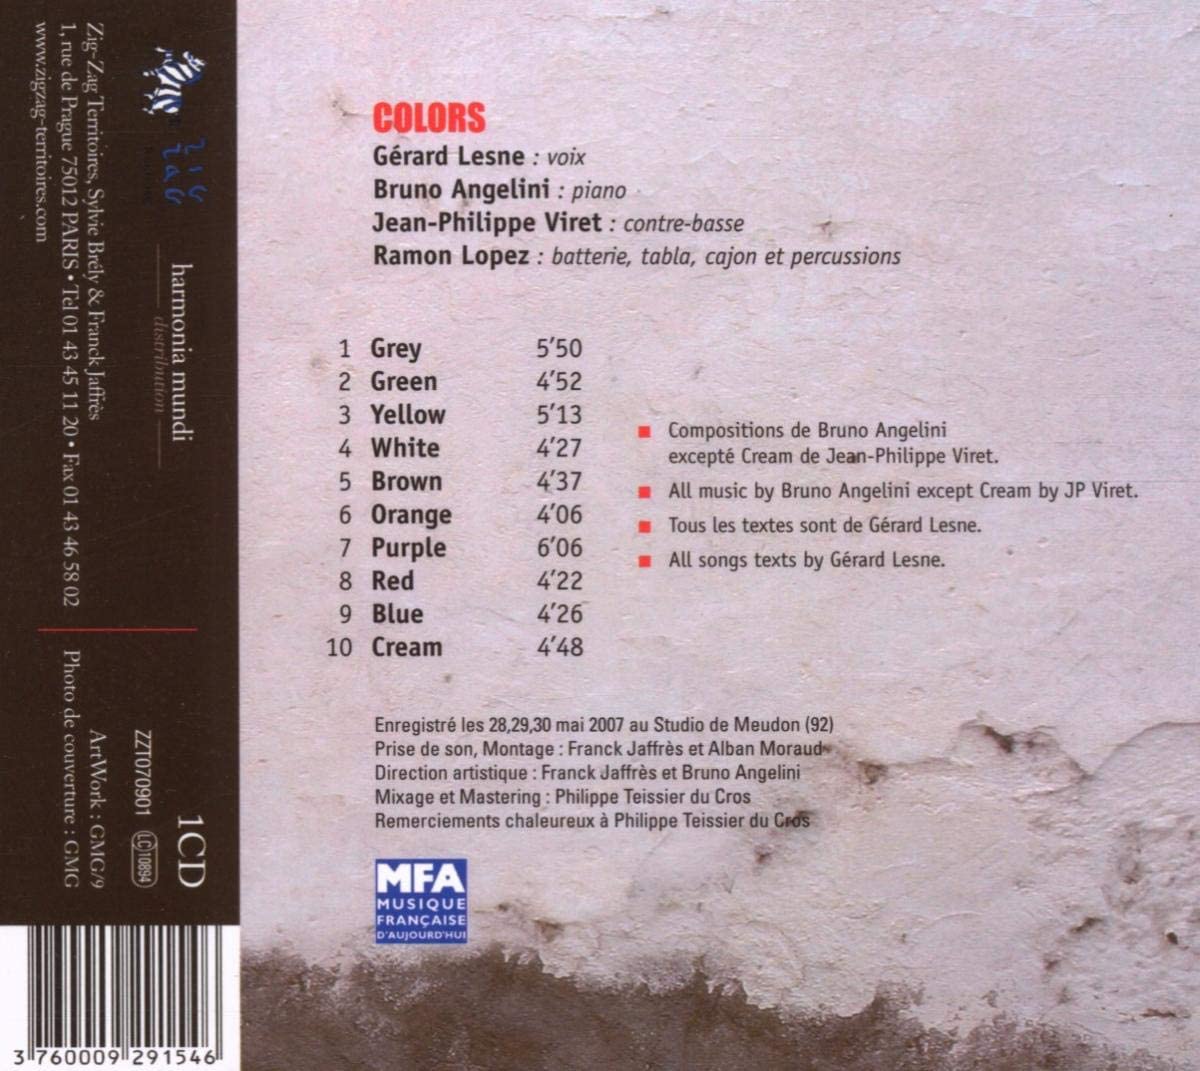 COLORS
Gérard Lesne : voix
Bruno Angelini : piano
Jean-Philippe Viret : contre-basse
Ramon Lopez : batterie, tabla, cajon et percussions
1 Grey 5'50
2 Green 4'52
3 Yellow 5'13
4 White 4'27
5 Brown 4'37
6 Orange 4'06
7 Purple 6'06
8 Red 4'22
9 Blue 4'26
10 Cream 4'48
Compositions de Bruno Angelini
excepté Cream de Jean-Philippe Viret.
All music by Bruno Angelini except Cream by JP Viret.
Tous les textes sont de Gérard Lesne.
All songs texts by Gérard Lesne.
Enregistré les 28,29,30 mai 2007 au Studio de Meudon (92)
Prise de son, Montage : Franck Jaffrès et Alban Moraud
Direction artistique : Franck Jaffrès et Bruno Angelini
Mixage et Mastering : Philippe Teissier du Cros
Remerciements chaleureux à Philippe Teissier du Cros
MFA
MUSIQUE
FRANÇAISE
D'AUJOURD'HUI
zig
zag
harmonia mundi
distribution
Zig-Zag Territoires, Sylvie Brély & Franck Jaffrès
1, rue de Prague 75012 PARIS • Tel 01 43 45 11 20 • Fax 01 43 46 58 02
www.zigzag-territoires.com
1CD
ZZT070901 LC 10894
ArtWork : GMG/9
Photo de couverture : GMG
3 760009 291546